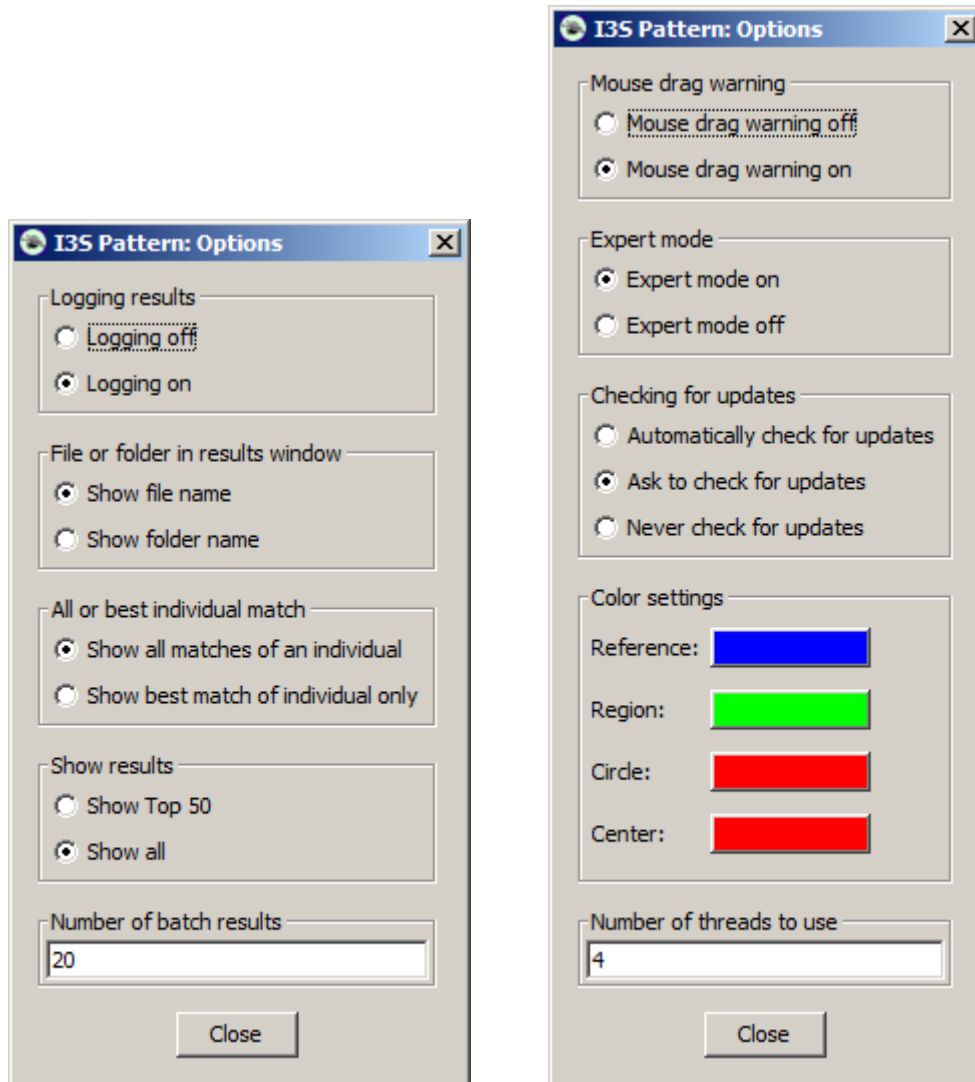 I3S Pattern: Options
Logging results
Logging off
Logging on
File or folder in results window
Show file name
Show folder name
All or best individual match
Show all matches of an individual
Show best match of individual only
Show results
Show Top 50
Show all
Number of batch results
20
Close
I3S Pattern: Options
Mouse drag warning
Mouse drag warning off
Mouse drag warning on
Expert mode
Expert mode on
Expert mode off
Checking for updates
Automatically check for updates
Ask to check for updates
Never check for updates
Color settings
Reference:
Region:
Circle:
Center:
Number of threads to use
4
Close